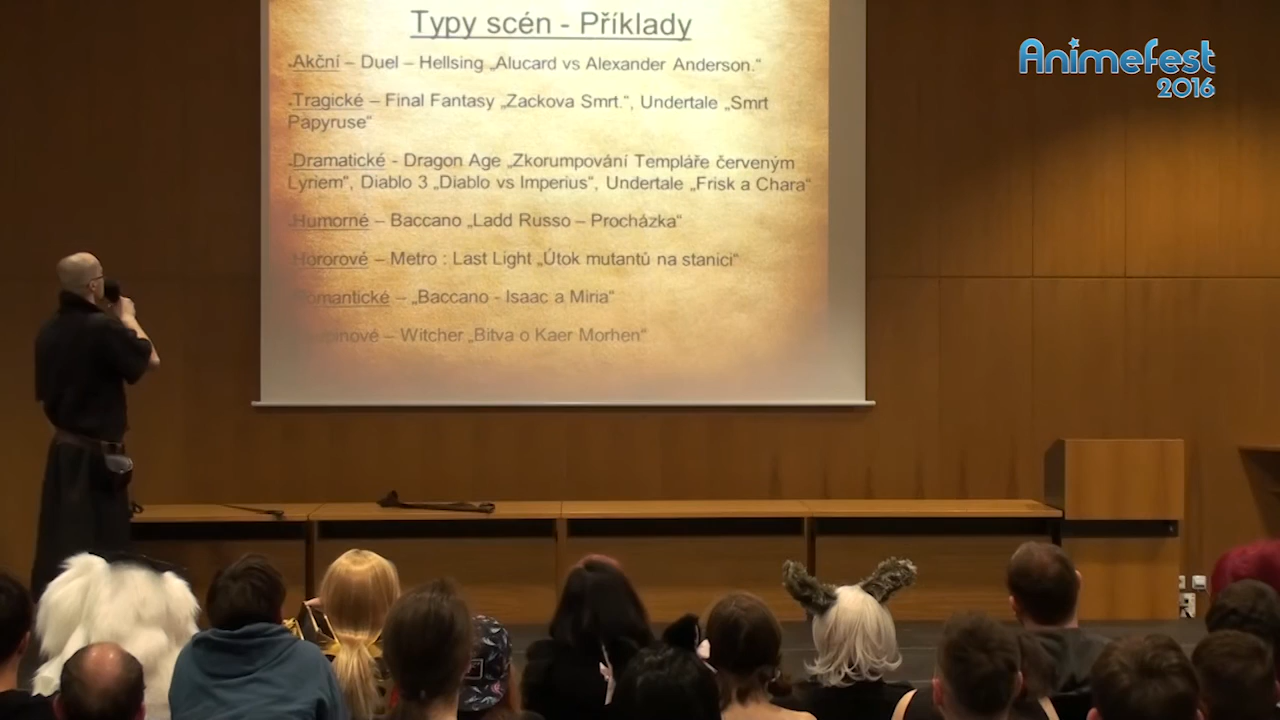 Typy scén - Příklady
Akční – Duel – Hellsing „Alucard vs Alexander Anderson.“
Tragické – Final Fantasy „Zackova Smrt.“, Undertale „Smrt
Papyruse“
Dramatické - Dragon Age „Zkorumpování Templáře červeným
Lyriem“, Diablo 3 „Diablo vs Imperius“, Undertale „Frisk a Chara“
Humorné – Baccano „Ladd Russo – Procházka“
Hororové – Metro : Last Light „Útok mutantů na stanici“
Romantické – „Baccano - Isaac a Miria“
– Witcher „Bitva o Kaer Morhen“
AnimeFest
2016